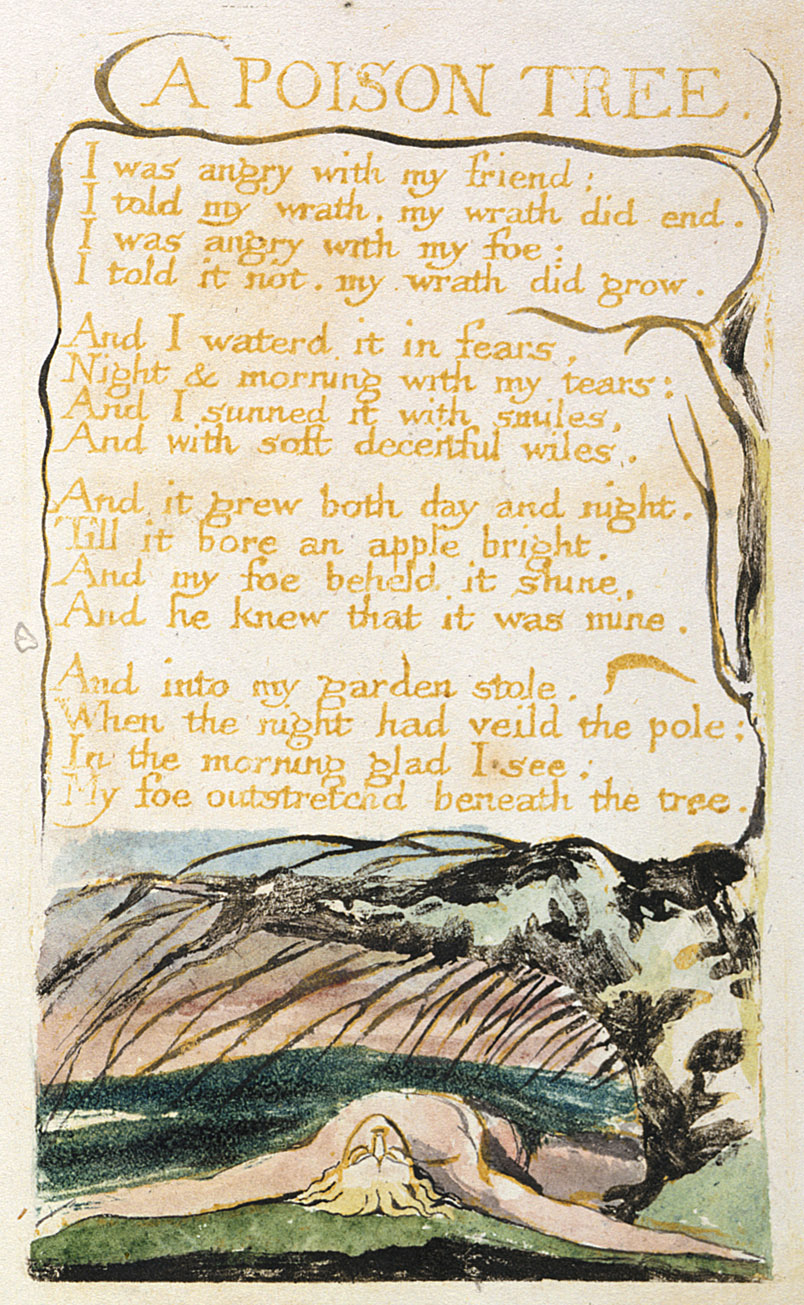 A POISON TREE.
I was angry with my friend:
I told my wrath, my wrath did end.
I was angry with my foe:
I told it not, my wrath did grow.
And I waterd it in fears,
Night & morning with my tears:
And I sunned it with smiles,
And with soft deceitful wiles.
And it grew both day and night.
Till it bore an apple bright.
And my foe beheld it shine,
And he knew that it was mine.
And into my garden stole.
When the night had veild the pole;
In the morning glad I see;
My foe outstretchd beneath the tree.